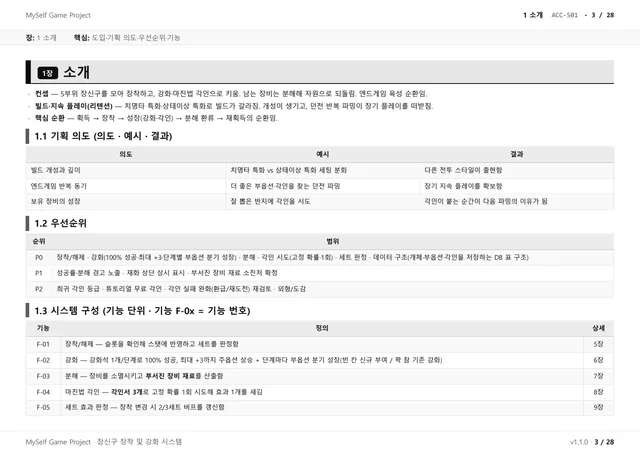 MySelf Game Project
1 소개 ACC-S01 · 3 / 28
장: 1 소개 핵심: 도입·기획 의도·우선순위·기능
1장 소개
· 컨셉 — 5부위 장신구를 모아 장착하고, 강화·마진법 각인으로 키움. 남는 장비는 분해해 자원으로 되돌림. 엔드게임 육성 순환임.
· 빌드·지속 플레이(리텐션) — 치명타 특화·상태이상 특화로 빌드가 갈라짐. 개성이 생기고, 던전 반복 파밍이 장기 플레이를 떠받침.
· 핵심 순환 — 획득 → 장착 → 성장(강화·각인) → 분해 환류 → 재획득의 순환임.
1.1 기획 의도 (의도 · 예시 · 결과)
의도 예시 결과
빌드 개성과 깊이 치명타 특화 vs 상태이상 특화 세팅 분화 다른 전투 스타일이 출현함
엔드게임 반복 동기 더 좋은 부옵션·각인을 찾는 던전 파밍 장기 지속 플레이를 확보함
보유 장비의 성장 잘 뽑은 반지에 각인을 시도 각인이 붙는 순간이 다음 파밍의 이유가 됨
1.2 우선순위
순위 범위
P0 장착/해제 · 강화(100% 성공·최대 +3·단계별 부옵션 분기 성장) · 분해 · 각인 시도(고정 확률·1회) · 세트 판정 · 데이터 구조(개체·부옵션·각인을 저장하는 DB 표 구조)
P1 성공률·분해 경고 노출 · 재화 상단 상시 표시 · 부서진 장비 재료 소진처 확정
P2 희귀 각인 등급 · 튜토리얼 무료 각인 · 각인 실패 완화(환급/재도전) 재검토 · 외형/도감
1.3 시스템 구성 (기능 단위 · 기능 F-0x = 기능 번호)
기능 정의 상세
F-01 장착/해제 — 슬롯을 확인해 스탯에 반영하고 세트를 판정함 5장
F-02 강화 — 강화석 1개/단계로 100% 성공, 최대 +3까지 주옵션 상승 + 단계마다 부옵션 분기 성장(빈 칸 신규 부여 / 꽉 참 기존 강화) 6장
F-03 분해 — 장비를 소멸시키고 부서진 장비 재료를 산출함 7장
F-04 마진법 각인 — 각인서 3개로 고정 확률 1회 시도해 효과 1개를 새김 8장
F-05 세트 효과 판정 — 장착 변경 시 2/3세트 버프를 갱신함 9장
MySelf Game Project · 장신구 장착 및 강화 시스템
v1.1.0 · 3 / 28